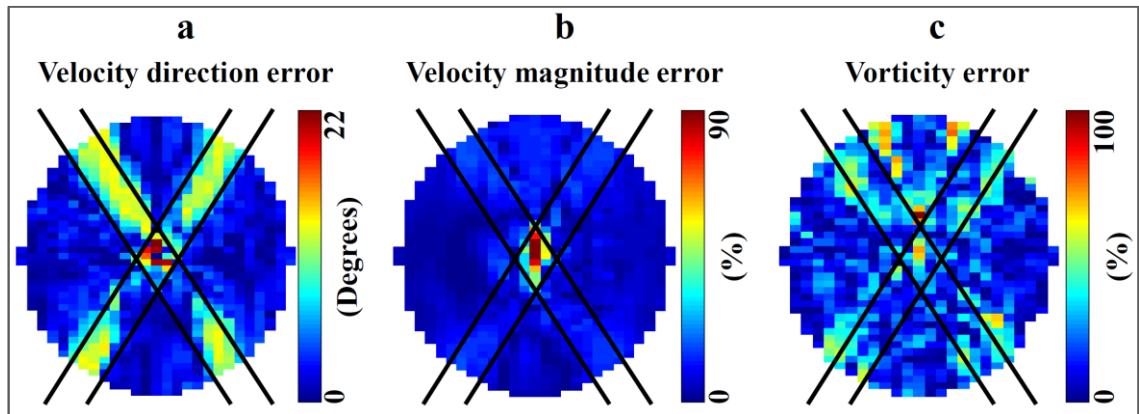 a
b
c
Velocity direction error
Velocity magnitude error
Vorticity error
22
(Degrees)
0
90
(%)
0
100
(%)
0